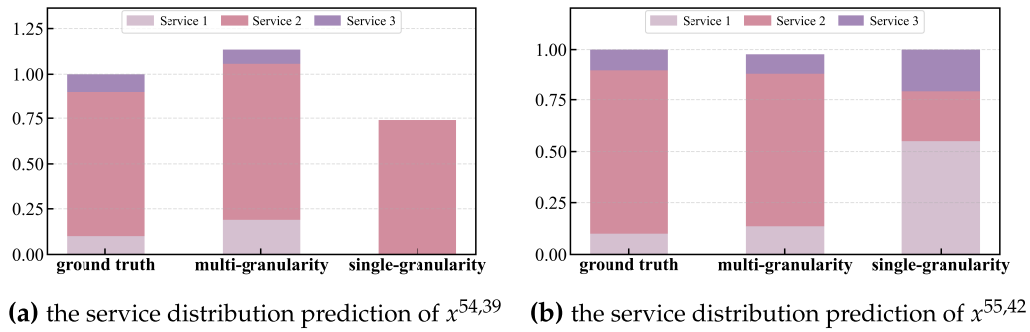 Service 1 Service 2 Service 3
1.25
1.00
0.75
0.50
0.25
0.00
ground truth multi-granularity single-granularity
(a) the service distribution prediction of x^54,39
Service 1 Service 2 Service 3
1.00
0.75
0.50
0.25
0.00
ground truth multi-granularity single-granularity
(b) the service distribution prediction of x^55,42